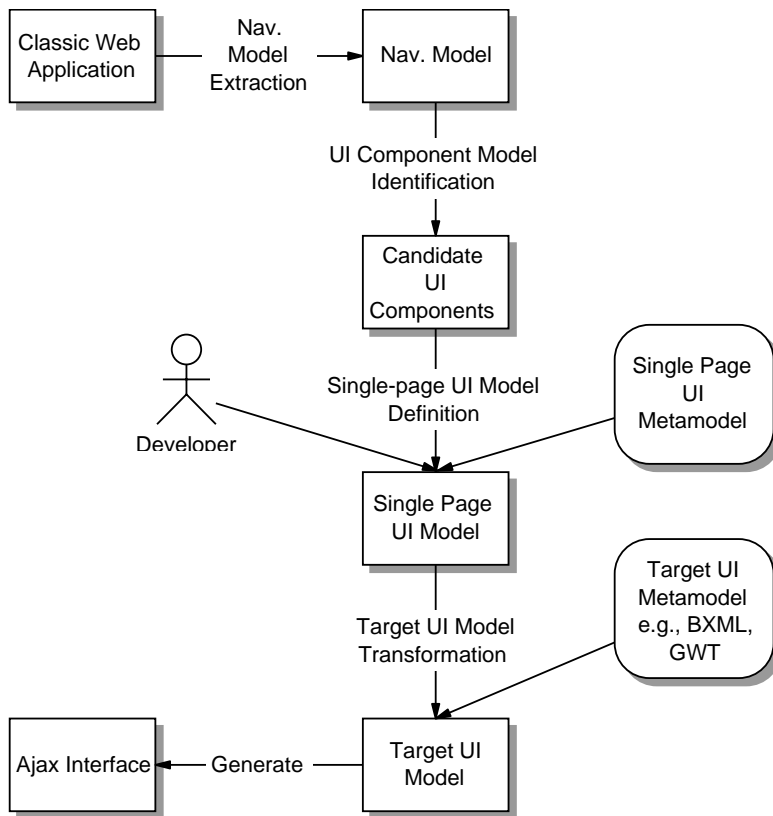 Classic Web
Application
Nav.
Model
Extraction
Nav. Model
UI Component Model
Identification
Candidate
UI
Components
Single-page UI Model
Definition
Developer
Single Page
UI
Metamodel
Single Page
UI Model
Target UI Model
Transformation
Target UI
Metamodel
e.g., BXML,
GWT
Ajax Interface
Generate
Target UI
Model